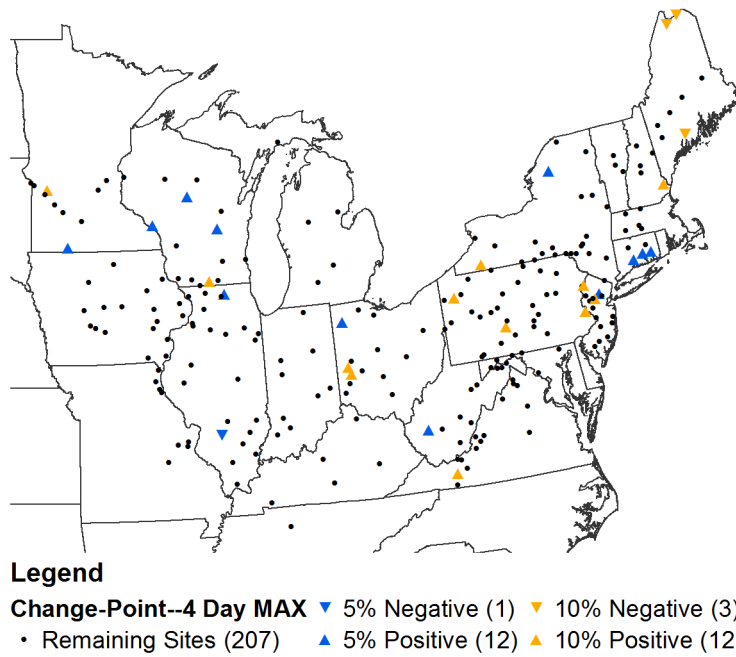 Legend
Change-Point--4 Day MAX ▼ 5% Negative (1) ▼ 10% Negative (3)
• Remaining Sites (207) ▲ 5% Positive (12) ▲ 10% Positive (12